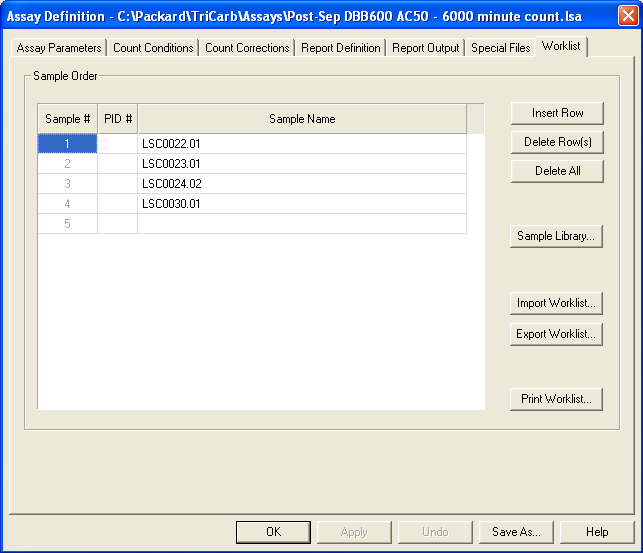 Assay Definition - C:\Packard\TriCarb\Assays\Post-Sep DBB600 AC50 - 6000 minute count.lsa
Assay Parameters Count Conditions Count Corrections Report Definition Report Output Special Files Worklist
Sample Order
Sample # PID # Sample Name
1 LSC0022.01
2 LSC0023.01
3 LSC0024.02
4 LSC0030.01
5
Insert Row
Delete Row(s)
Delete All
Sample Library...
Import Worklist...
Export Worklist...
Print Worklist...
OK Apply Undo Save As... Help